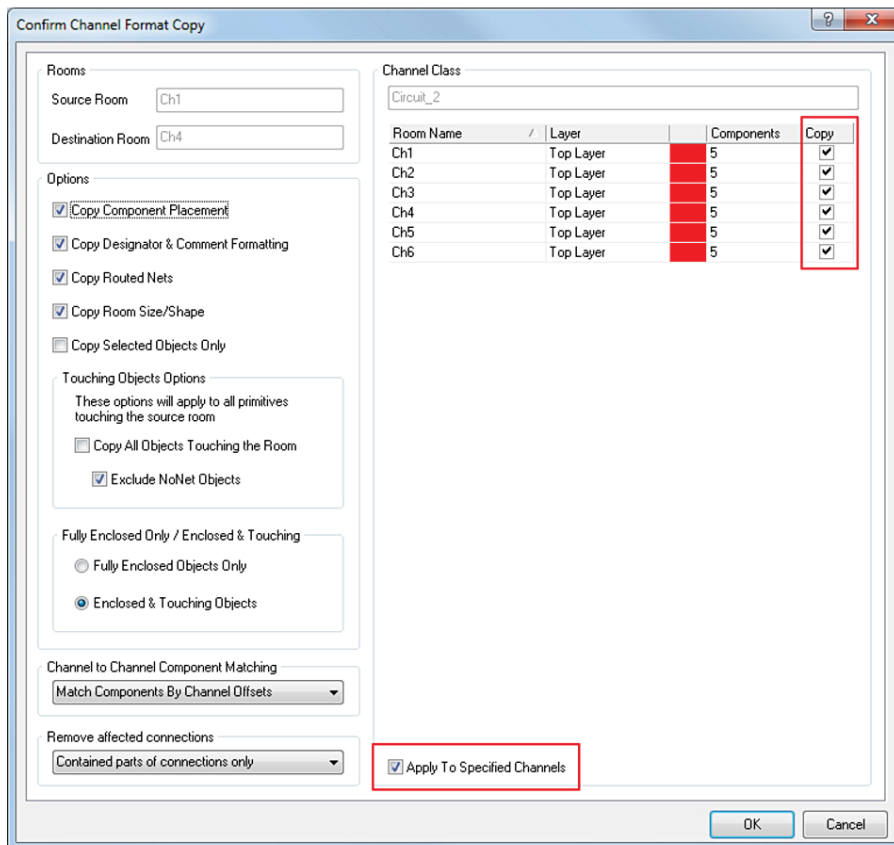 Confirm Channel Format Copy
Rooms
Source Room Ch1
Destination Room Ch4
Options
Copy Component Placement
Copy Designator & Comment Formatting
Copy Routed Nets
Copy Room Size/Shape
Copy Selected Objects Only
Touching Objects Options
These options will apply to all primitives
touching the source room
Copy All Objects Touching the Room
Exclude NoNet Objects
Fully Enclosed Only / Enclosed & Touching
Fully Enclosed Objects Only
Enclosed & Touching Objects
Channel to Channel Component Matching
Match Components By Channel Offsets
Remove affected connections
Contained parts of connections only
Channel Class
Circuit_2
Room Name Layer Components Copy
Ch1 Top Layer 5
Ch2 Top Layer 5
Ch3 Top Layer 5
Ch4 Top Layer 5
Ch5 Top Layer 5
Ch6 Top Layer 5
Apply To Specified Channels
OK Cancel